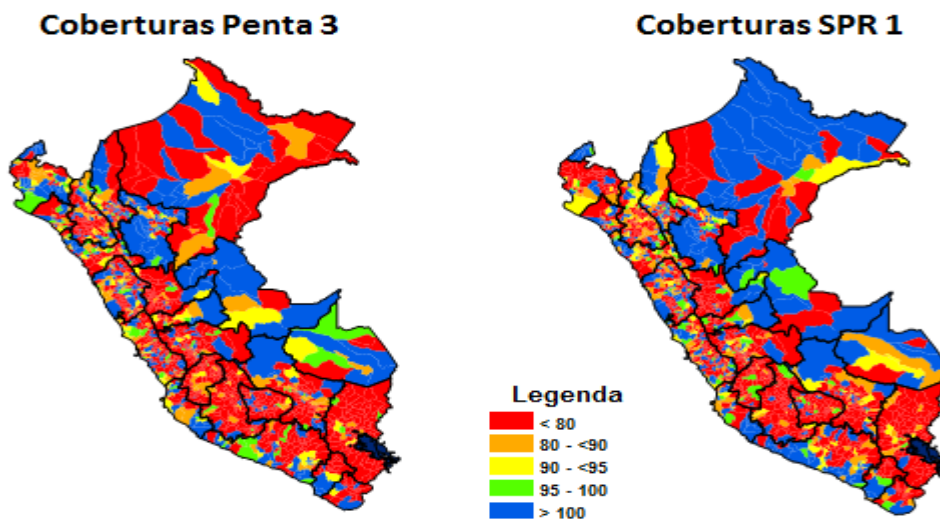 Coberturas Penta 3
Coberturas SPR 1
Legenda
< 80
80 - <90
90 - <95
95 - 100
> 100